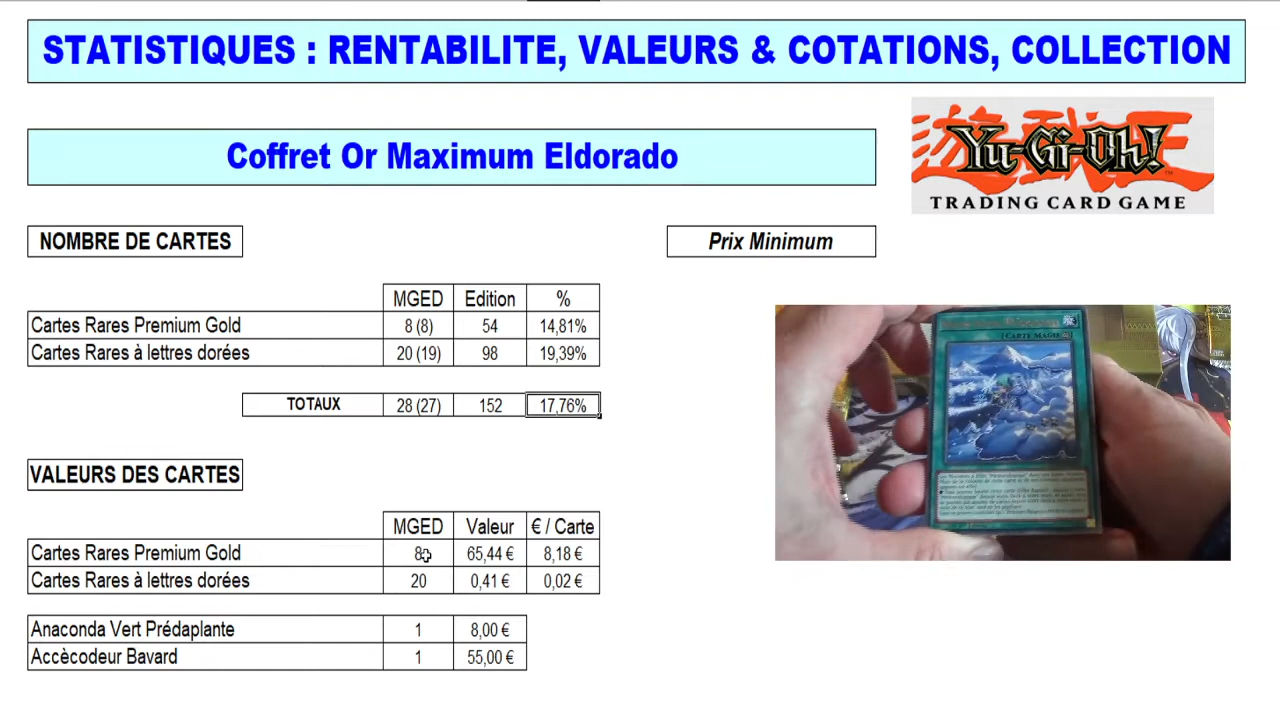 STATISTIQUES : RENTABILITE, VALEURS & COTATIONS, COLLECTION
Coffret Or Maximum Eldorado
遊戯王
Yu-Gi-Oh!
TRADING CARD GAME
NOMBRE DE CARTES
Prix Minimum
MGED Edition %
Cartes Rares Premium Gold 8 (8) 54 14,81%
Cartes Rares à lettres dorées 20 (19) 98 19,39%
TOTAUX 28 (27) 152 17,76%
CARTE MAGIE
VALEURS DES CARTES
MGED Valeur € / Carte
Cartes Rares Premium Gold 8 65,44 € 8,18 €
Cartes Rares à lettres dorées 20 0,41 € 0,02 €
Anaconda Vert Prédaplante 1 8,00 €
Accècodeur Bavard 1 55,00 €